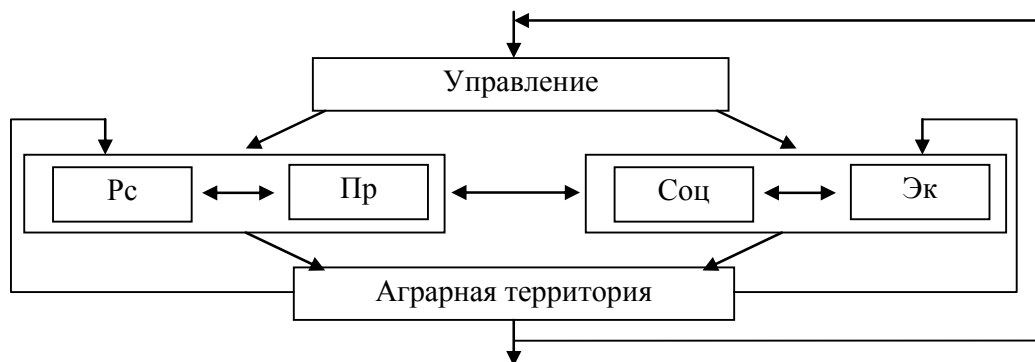 Управление
Рс
Пр
Соц
Эк
Аграрная территория